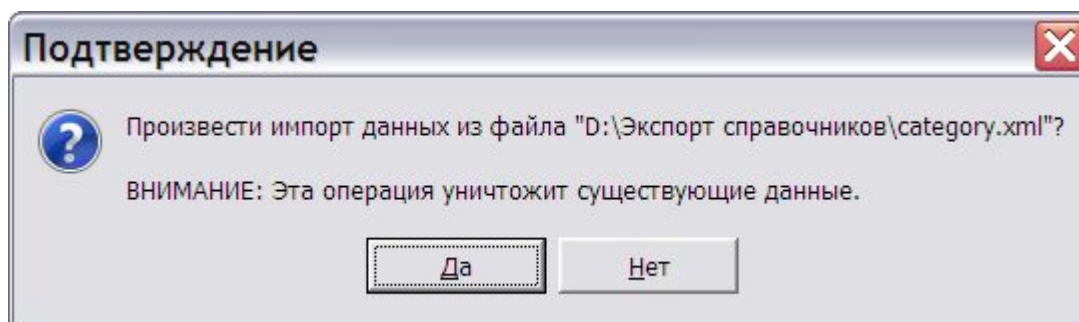 Подтверждение
Произвести импорт данных из файла "D:\Экспорт справочников\category.xml"?
ВНИМАНИЕ: Эта операция уничтожит существующие данные.
Да
Нет